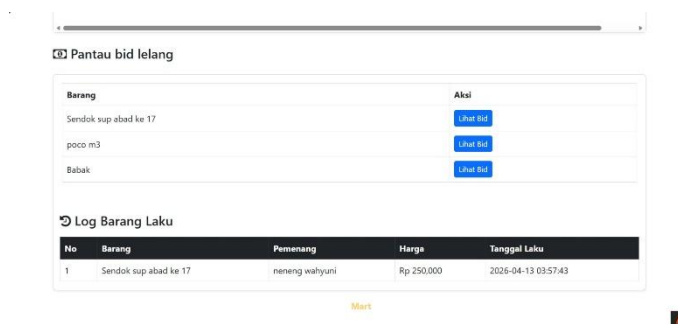 Pantau bid lelang
Barang Aksi
Sendok sup abad ke 17 Lihat Bid
poco m3 Lihat Bid
Babak Lihat Bid
Log Barang Laku
No Barang Pemenang Harga Tanggal Laku
1 Sendok sup abad ke 17 neneng wahyuni Rp 250,000 2026-04-13 03:57:43
Mart